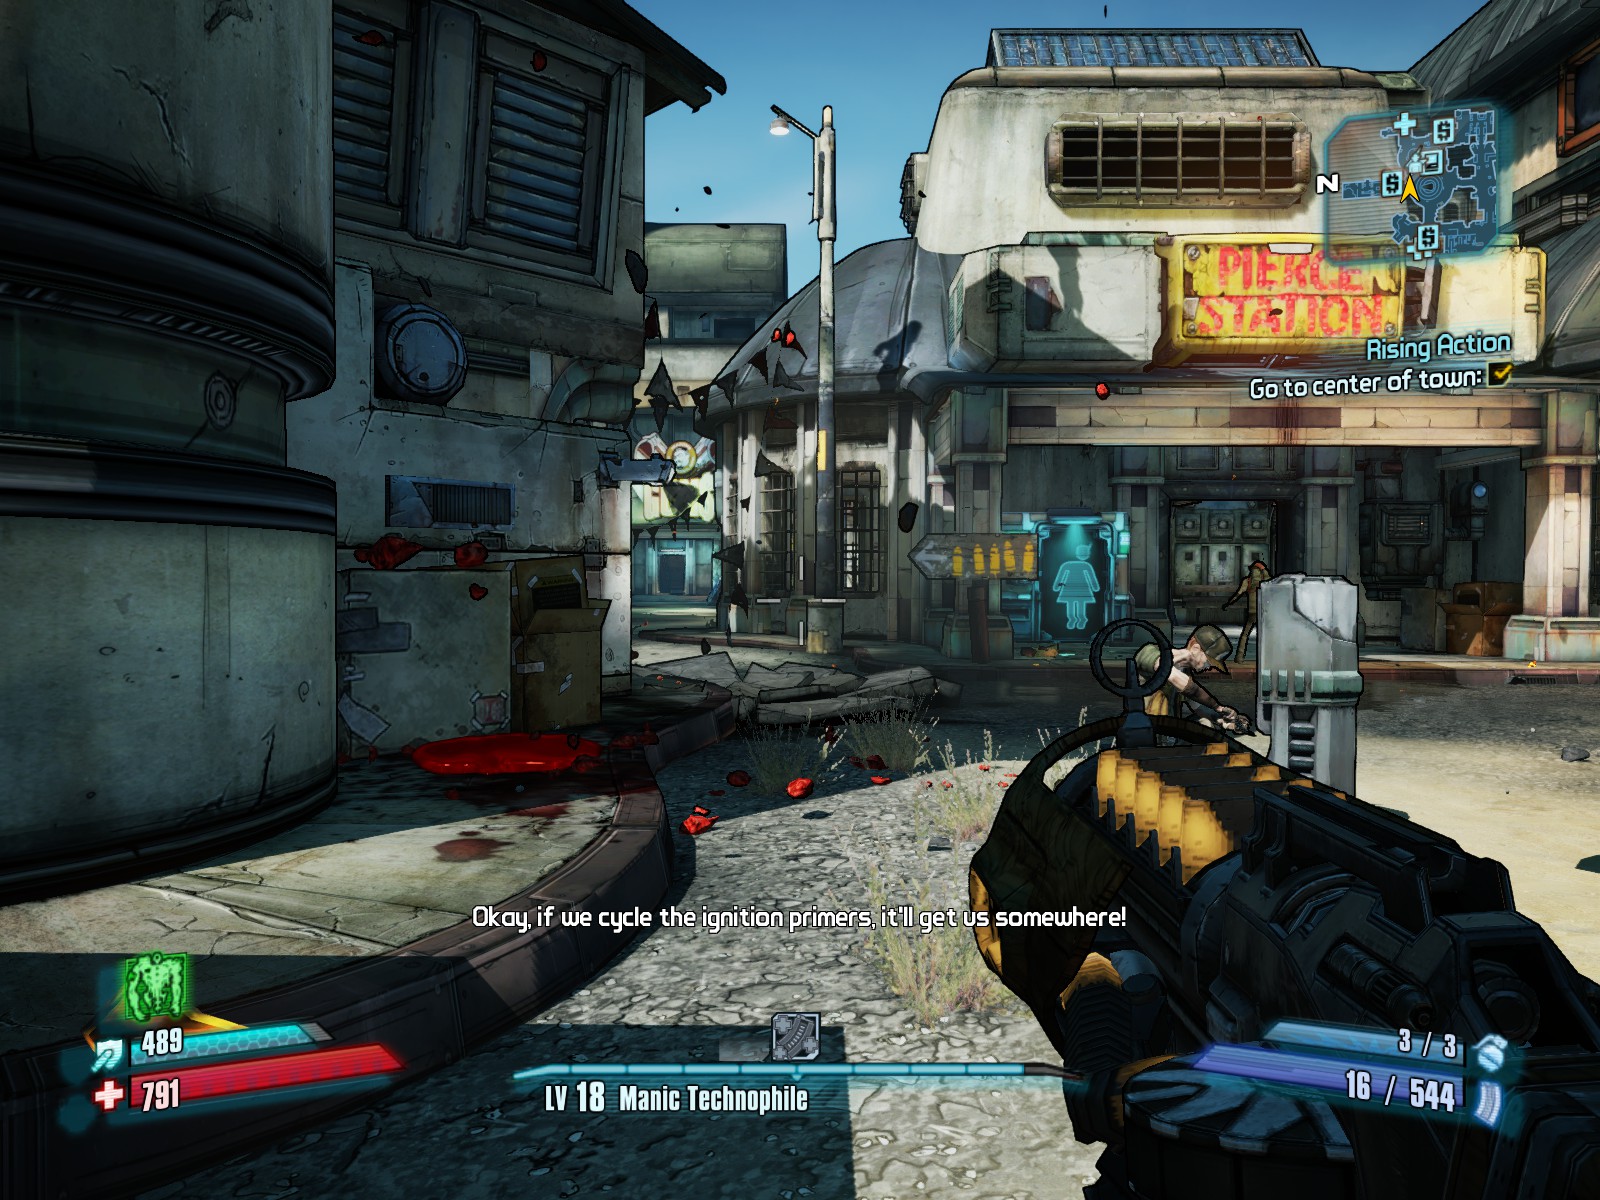 N
PIERCE
STATION
Rising Action
Go to center of town:
Okay, if we cycle the ignition primers, it'll get us somewhere!
489
791
LV 18 Manic Technophile
3 / 3
16 / 544